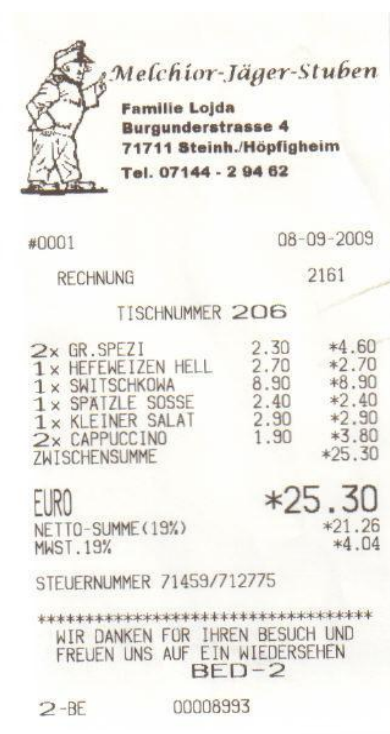 Melchior-Jäger-Stuben
Familie Lojda
Burgunderstrasse 4
71711 Steinh./Höpfigheim
Tel. 07144 - 2 94 62
#0001 08-09-2009
RECHNUNG 2161
TISCHNUMMER 206
2x GR.SPEZI 2.30 *4.60
1x HEFEWEIZEN HELL 2.70 *2.70
1x SWITSCHKOWA 8.90 *8.90
1x SPÄTZLE SOSSE 2.40 *2.40
1x KLEINER SALAT 2.90 *2.90
2x CAPPUCCINO 1.90 *3.80
ZWISCHENSUMME *25.30
EURO *25.30
NETTO-SUMME(19%) *21.26
MWST.19% *4.04
STEUERNUMMER 71459/712775
***********************************
WIR DANKEN FÜR IHREN BESUCH UND
FREUEN UNS AUF EIN WIEDERSEHEN
BED-2
2-BE 00008993